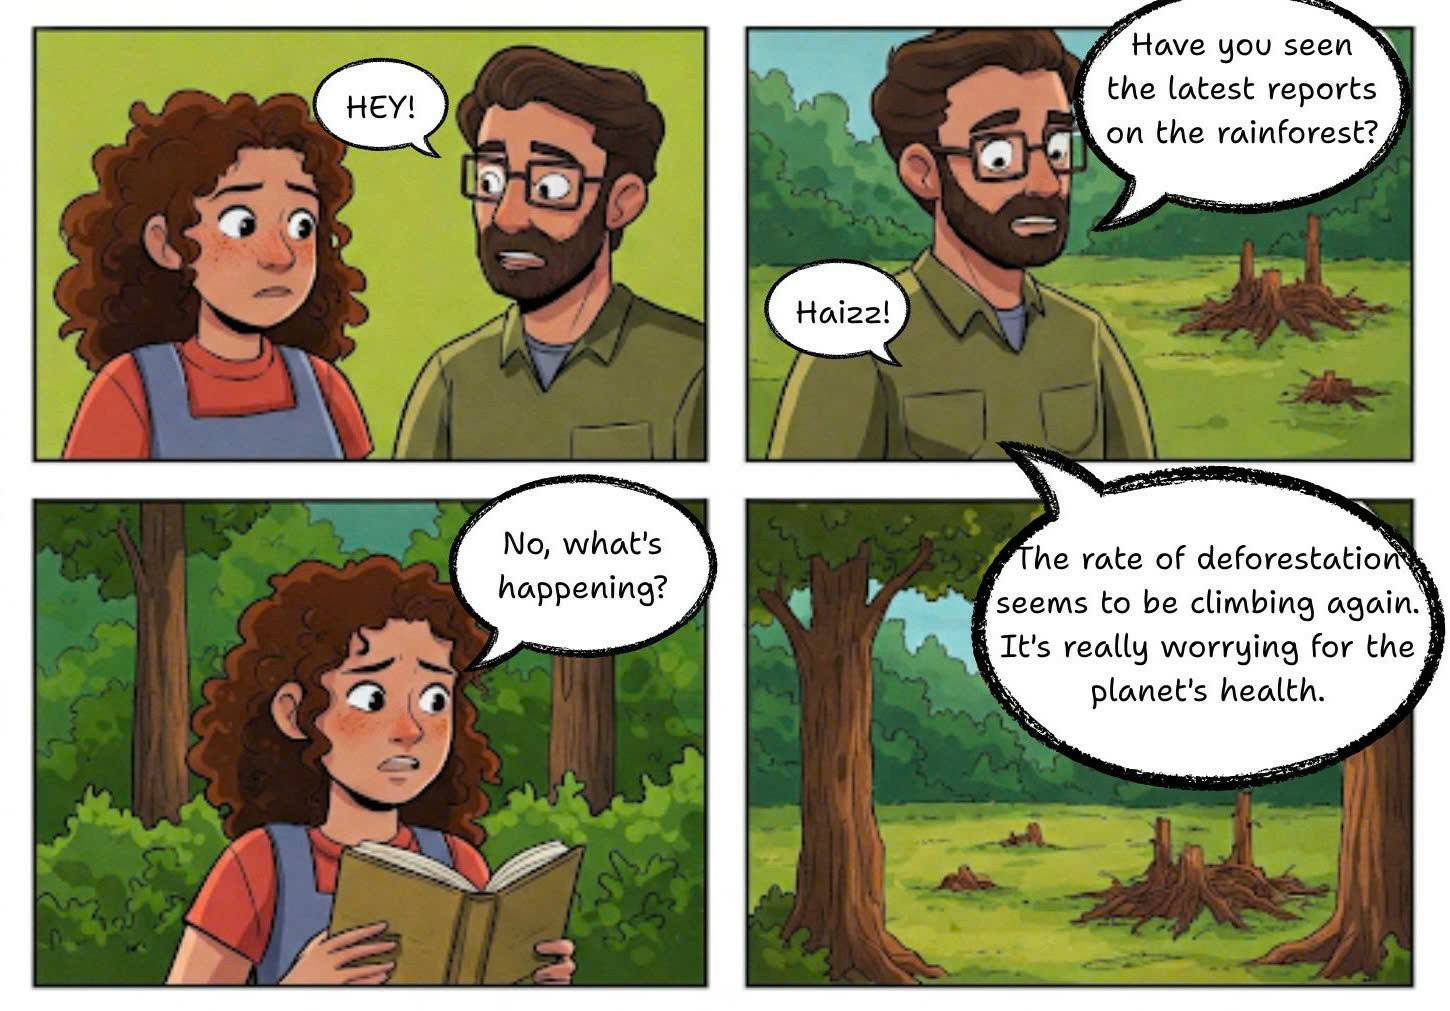 HEY!
Have you seen
the latest reports
on the rainforest?
Haizz!
No, what's
happening?
The rate of deforestation
seems to be climbing again.
It's really worrying for the
planet's health.